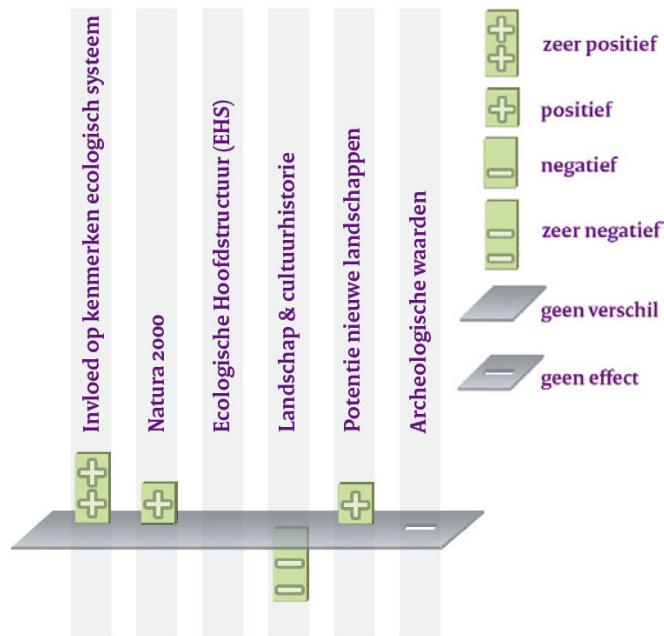 Invloed op kenmerken ecologisch systeem
Natura 2000
Ecologische Hoofdstructuur (EHS)
Landschap & cultuurhistorie
Potentie nieuwe landschappen
Archeologische waarden
zeer positief
positief
negatief
zeer negatief
geen verschil
geen effect